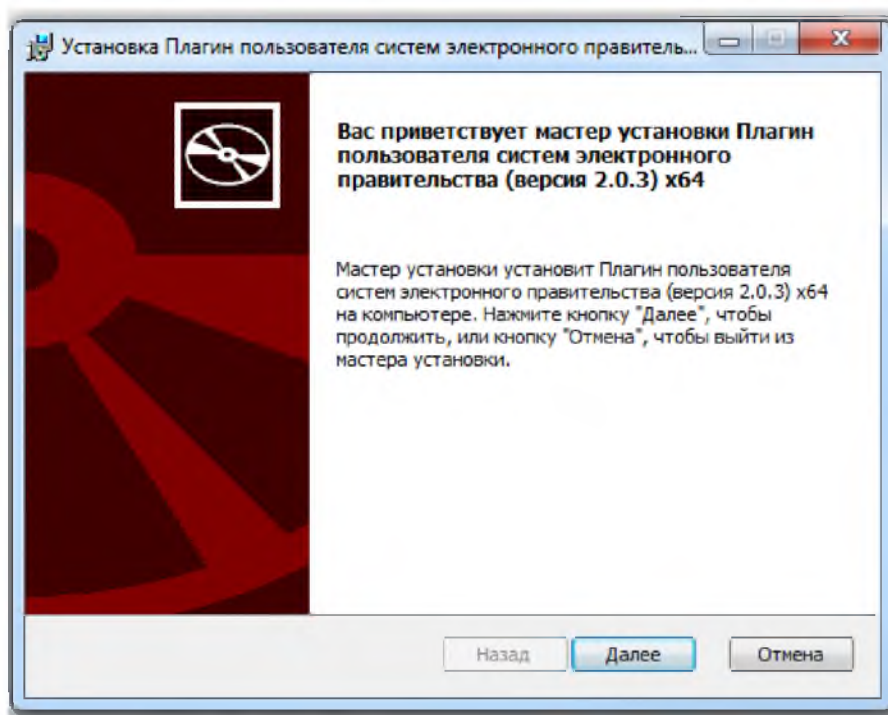 Установка Плагин пользователя систем электронного правитель...
Вас приветствует мастер установки Плагин
пользователя систем электронного
правительства (версия 2.0.3) x64
Мастер установки установит Плагин пользователя
систем электронного правительства (версия 2.0.3) x64
на компьютере. Нажмите кнопку "Далее", чтобы
продолжить, или кнопку "Отмена", чтобы выйти из
мастера установки.
Назад
Далее
Отмена